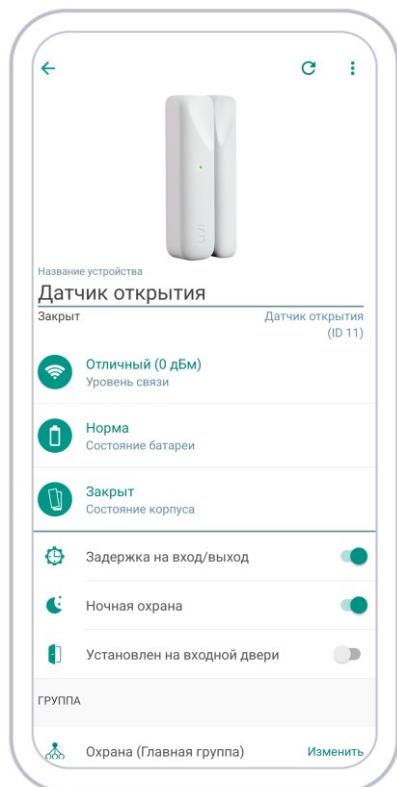 Название устройства
Датчик открытия
Закрыт
Датчик открытия
(ID 11)
Отличный (0 дБм)
Уровень связи
Норма
Состояние батареи
Закрыт
Состояние корпуса
Задержка на вход/выход
Ночная охрана
Установлен на входной двери
ГРУППА
Охрана (Главная группа) Изменить